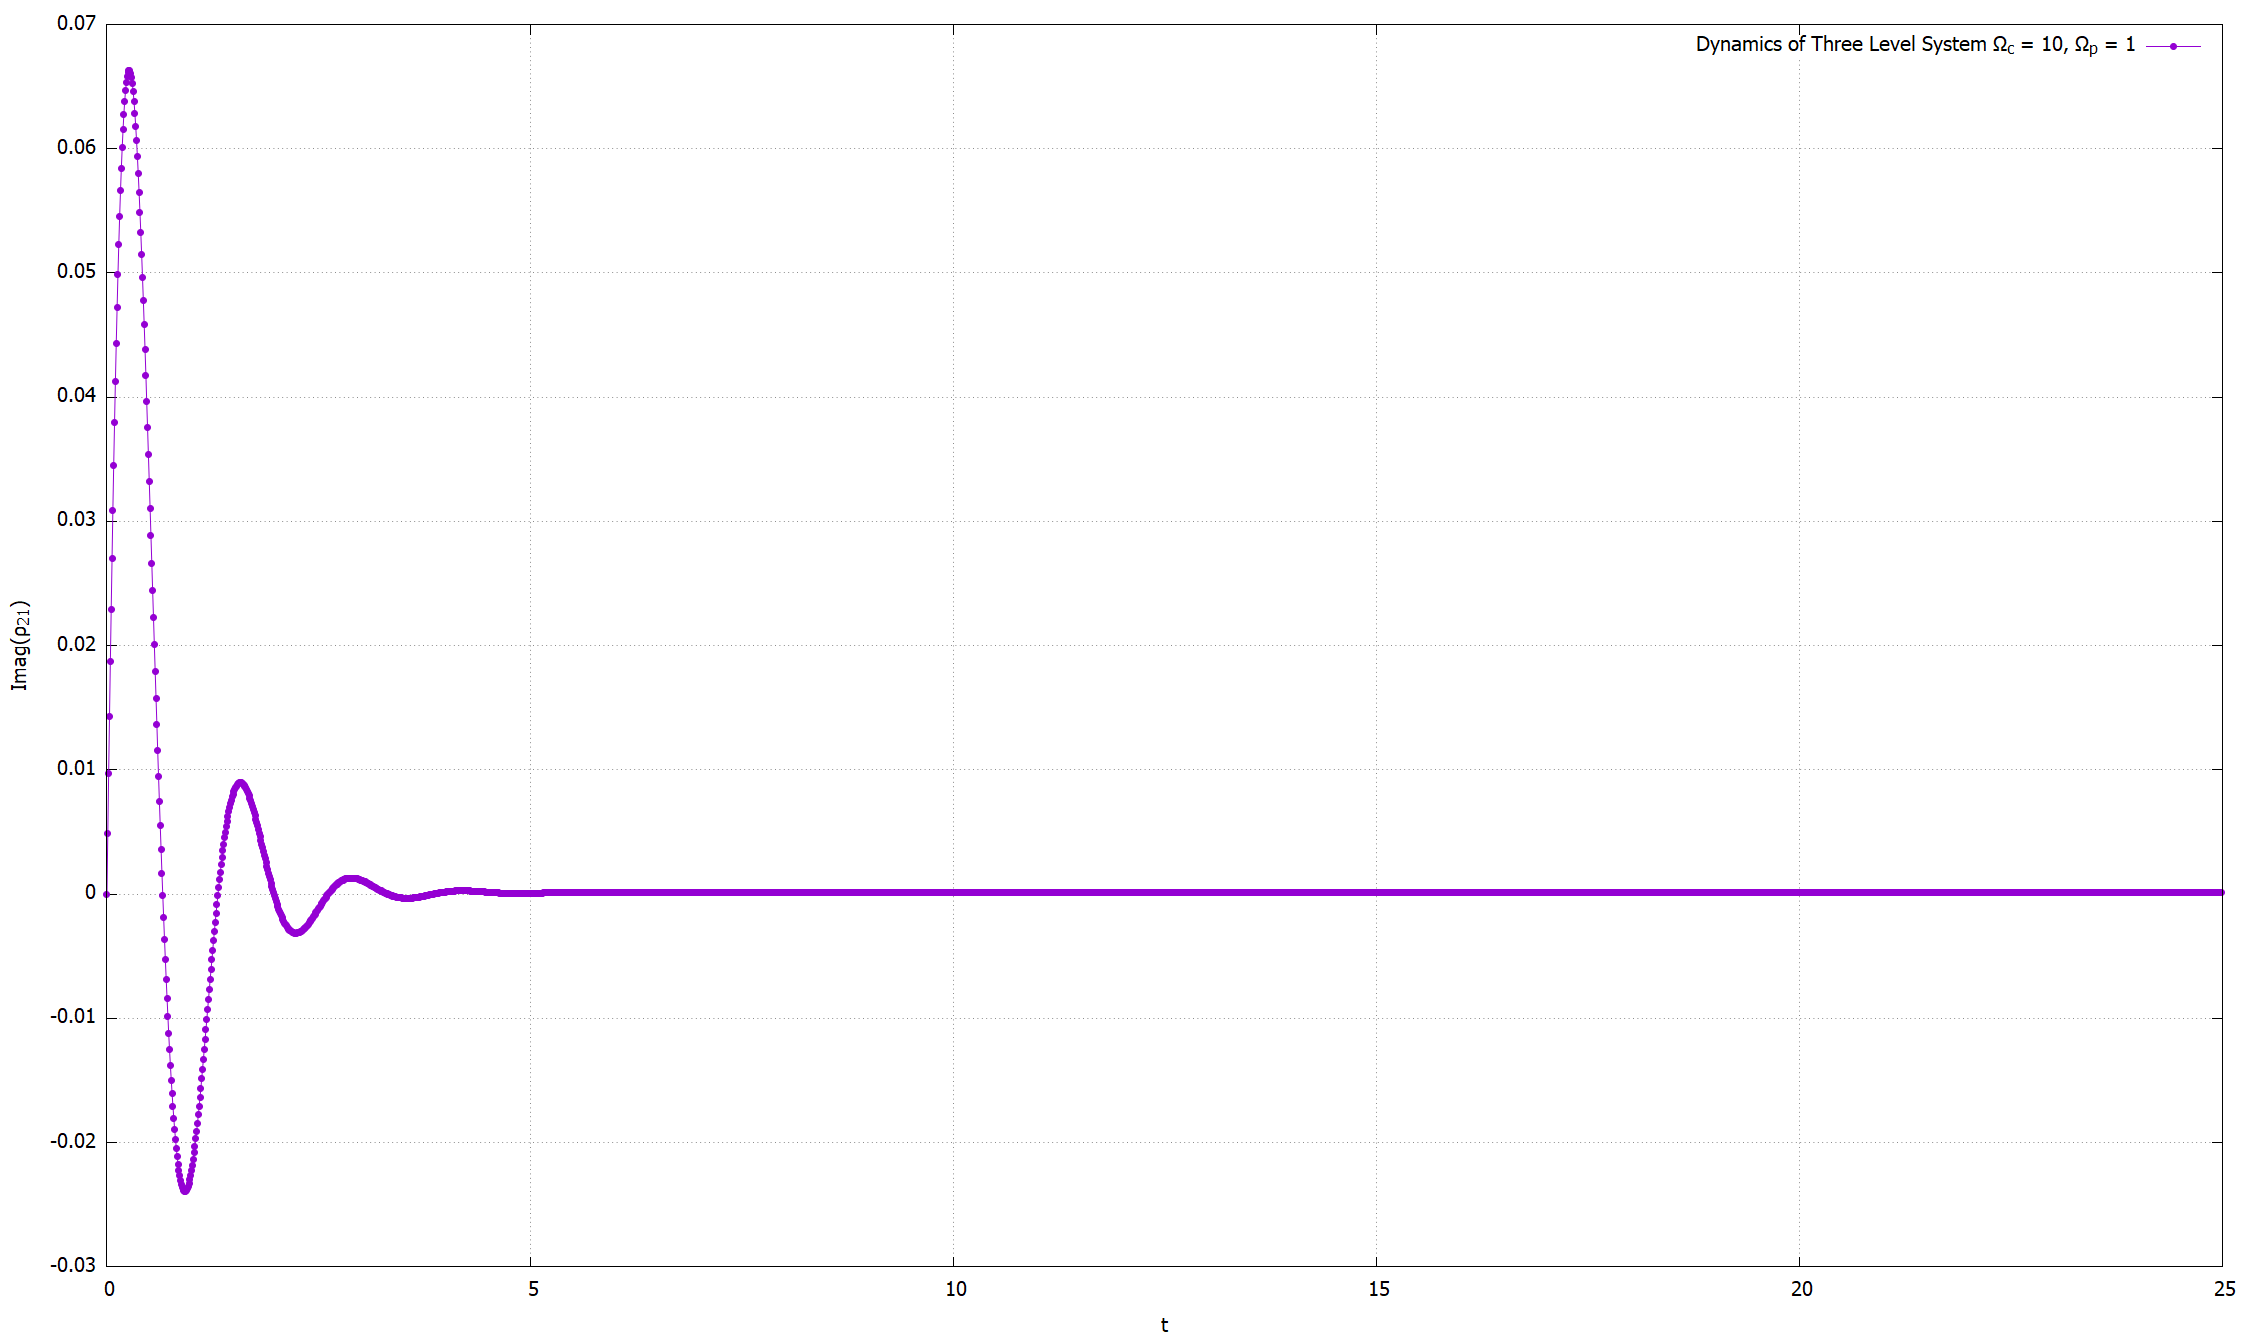 Dynamics of Three Level System Ωc = 10, Ωp = 1
0.07
0.06
0.05
0.04
0.03
0.02
0.01
0
-0.01
-0.02
-0.03
Imag(ρ21)
0 5 10 15 20 25
t